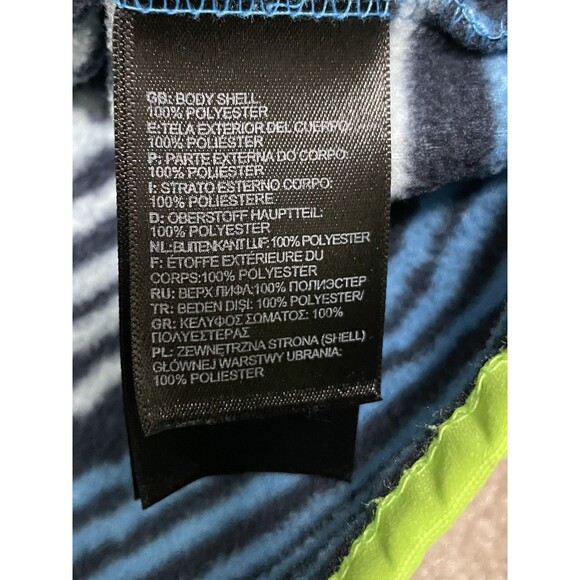 GB: BODY SHELL:
100% POLYESTER
E:TELA EXTERIOR DEL CUERPO:
100% POLIESTER
P: PARTE EXTERNA DO CORPO:
100% POLIESTER
I: STRATO ESTERNO CORPO:
100% POLIESTERE
D: OBERSTOFF HAUPTTEIL:
100% POLYESTER
NL:BUITENKANT LIJF: 100% POLYESTER
F: ÉTOFFE EXTÉRIEURE DU
CORPS:100% POLYESTER
RU: ВЕРХ ЛИФА:100% ПОЛИЭСТЕР
TR: BEDEN DIŞI: 100% POLYESTER/
GR: ΚΕΛΥΦΟΣ ΣΩΜΑΤΟΣ: 100%
ΠΟΛΥΕΣΤΕΡΑΣ
PL: ZEWNĘTRZNA STRONA (SHELL)
GŁÓWNEJ WARSTWY UBRANIA:
100% POLIESTER